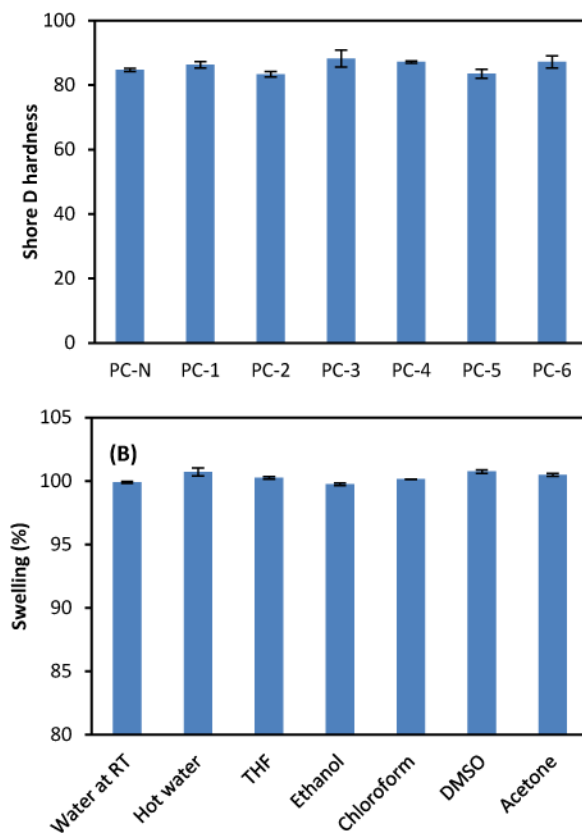 100
80
60
40
20
0
Shore D hardness
PC-N PC-1 PC-2 PC-3 PC-4 PC-5 PC-6
105
100
95
90
85
80
(B)
Swelling (%)
Water at RT
Hot water
THF
Ethanol
Chloroform
DMSO
Acetone